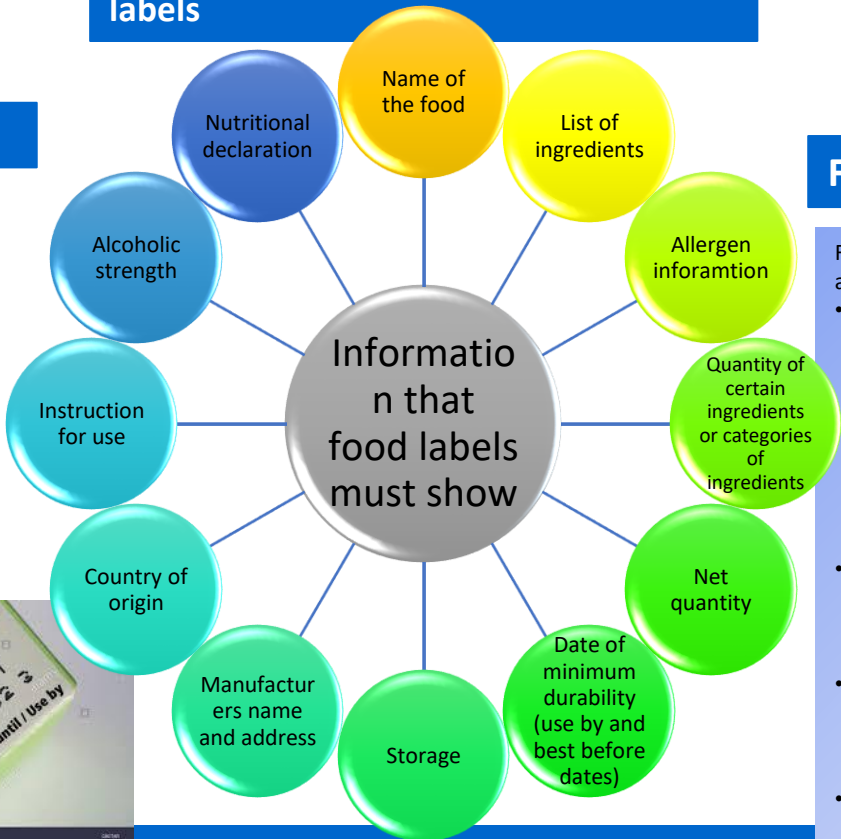 labels
Name of
the food
List of
ingredients
Allergen
inforamtion
Quantity of
certain
ingredients
or categories
of
ingredients
Net
quantity
Date of
minimum
durability
(use by and
best before
dates)
Storage
Manufactur
ers name
and address
Country of
origin
Instruction
for use
Alcoholic
strength
Nutritional
declaration
Informatio
n that
food labels
must show
until / Use by